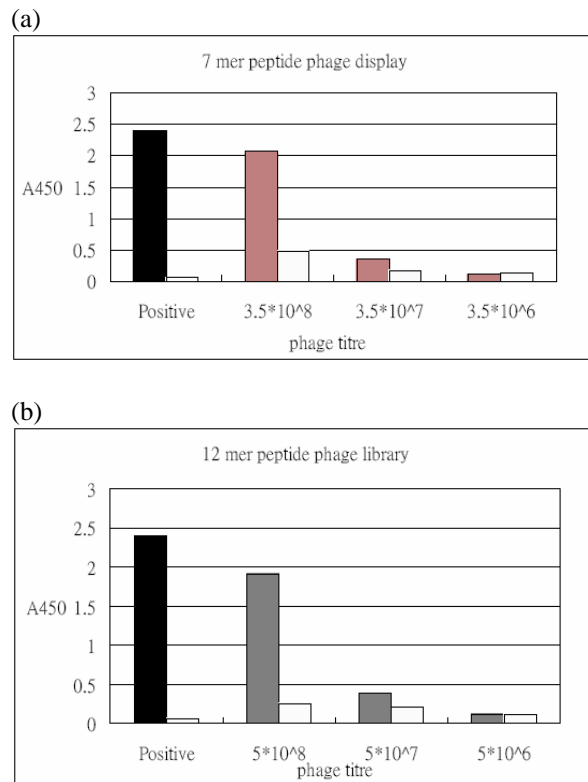 (a)
7 mer peptide phage display
3
2.5
2
A450 1.5
1
0.5
0
Positive 3.5*10^8 3.5*10^7 3.5*10^6
phage titre
(b)
12 mer peptide phage library
3
2.5
2
A450 1.5
1
0.5
0
Positive 5*10^8 5*10^7 5*10^6
phage titre